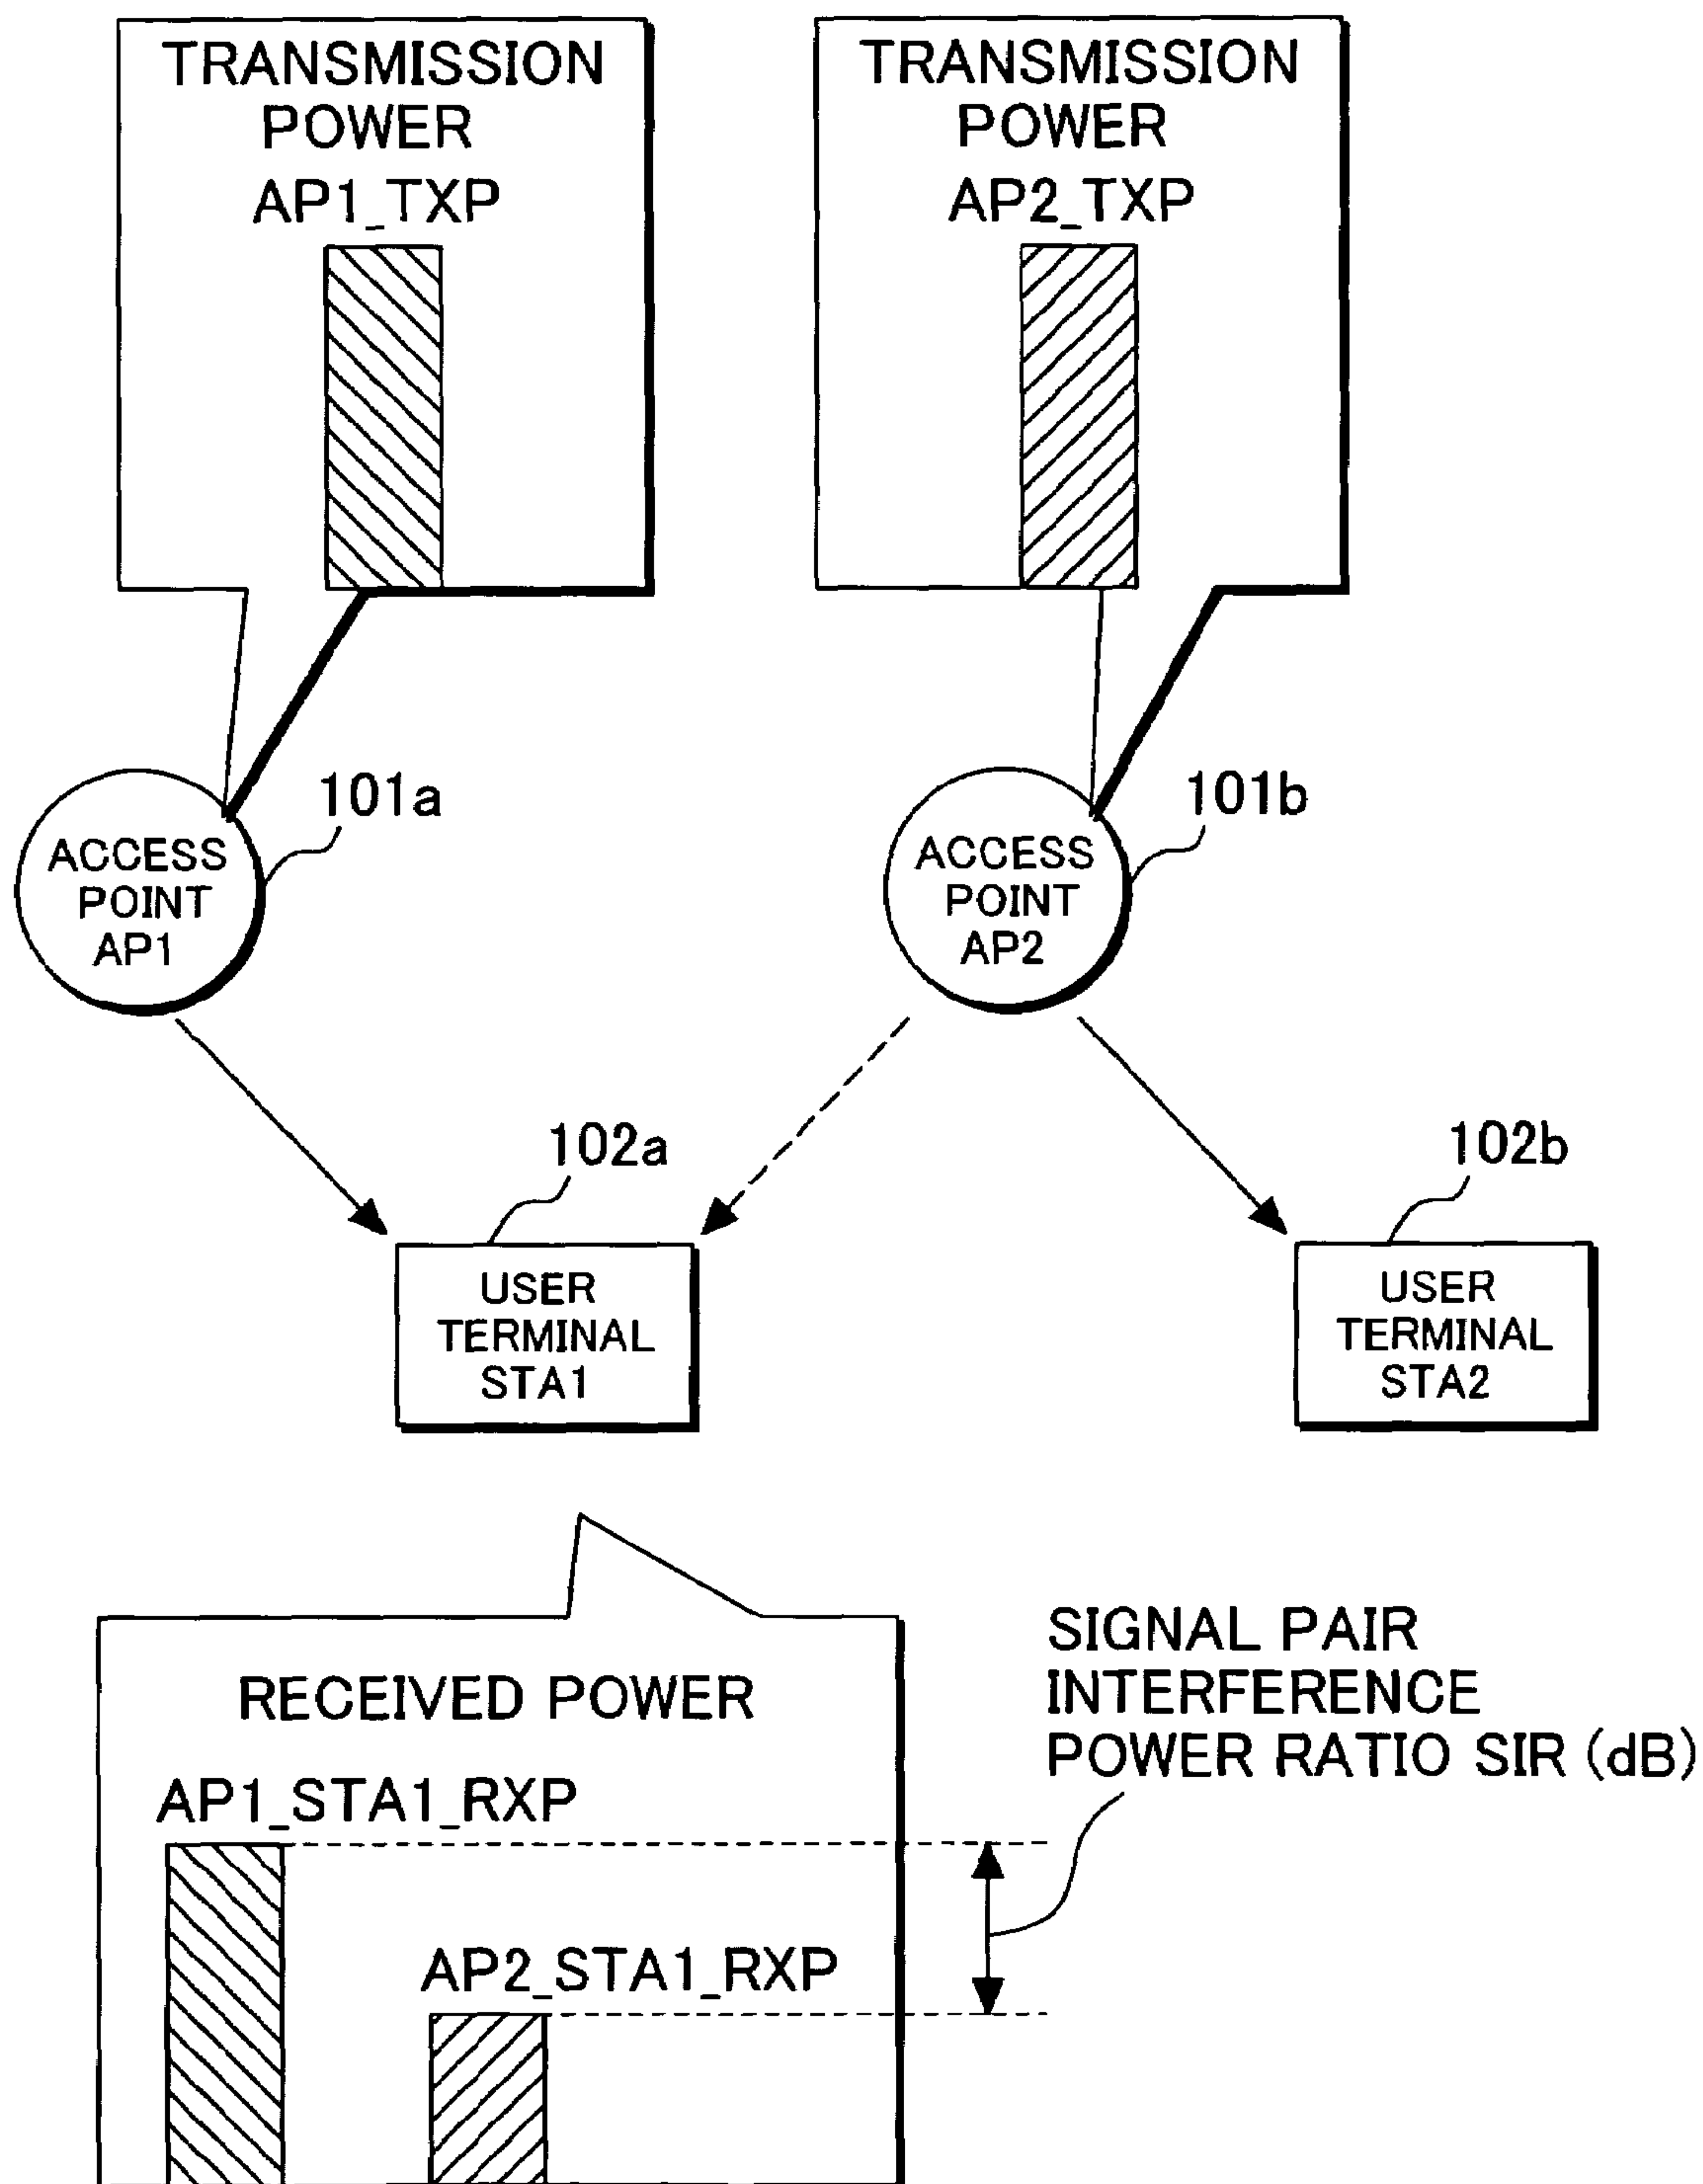 TRANSMISSION
POWER
AP1_TXP
TRANSMISSION
POWER
AP2_TXP
101a
ACCESS
POINT
AP1
101b
ACCESS
POINT
AP2
102a
USER
TERMINAL
STA1
102b
USER
TERMINAL
STA2
RECEIVED POWER
AP1_STA1_RXP
AP2_STA1_RXP
SIGNAL PAIR
INTERFERENCE
POWER RATIO SIR (dB)